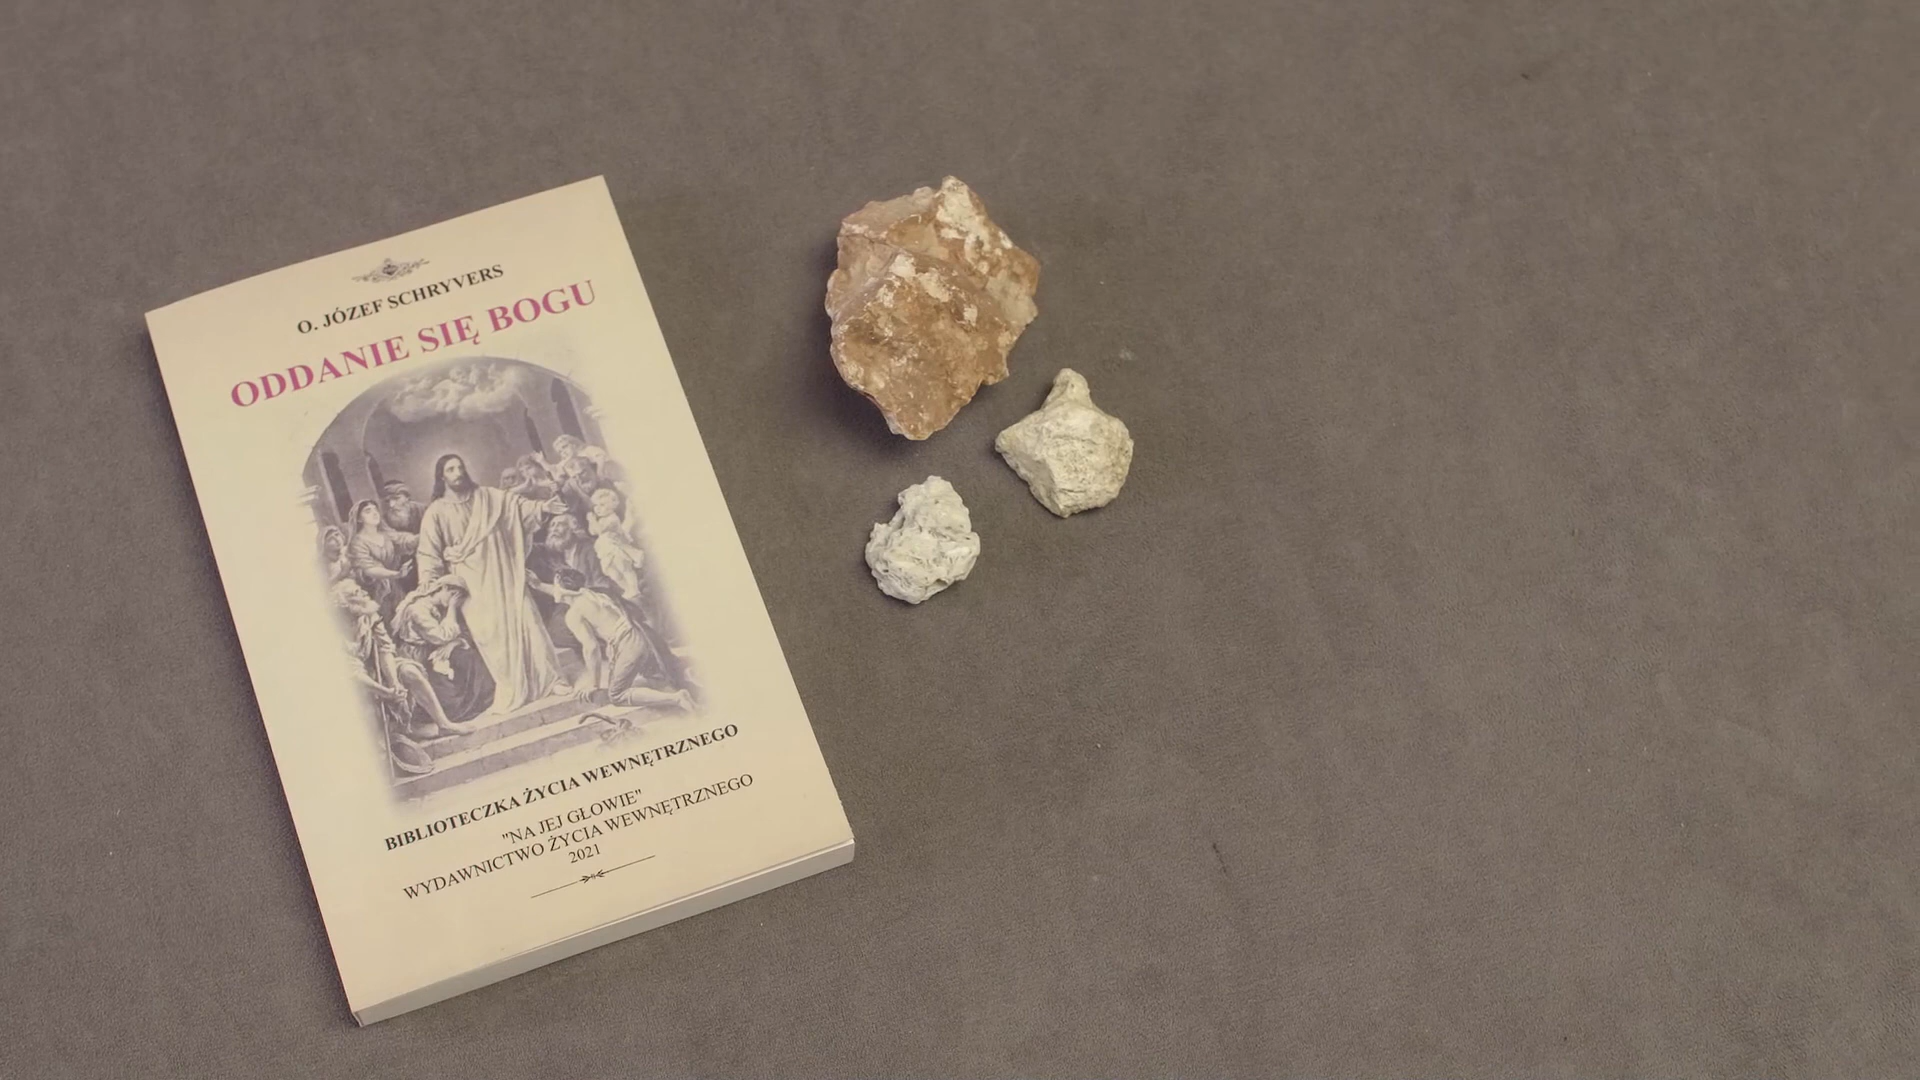 O. JÓZEF SCHRYVERS
ODDANIE SIĘ BOGU
BIBLIOTECZKA ŻYCIA WEWNĘTRZNEGO
"NA JEJ GŁOWIE"
WYDAWNICTWO ŻYCIA WEWNĘTRZNEGO
2021